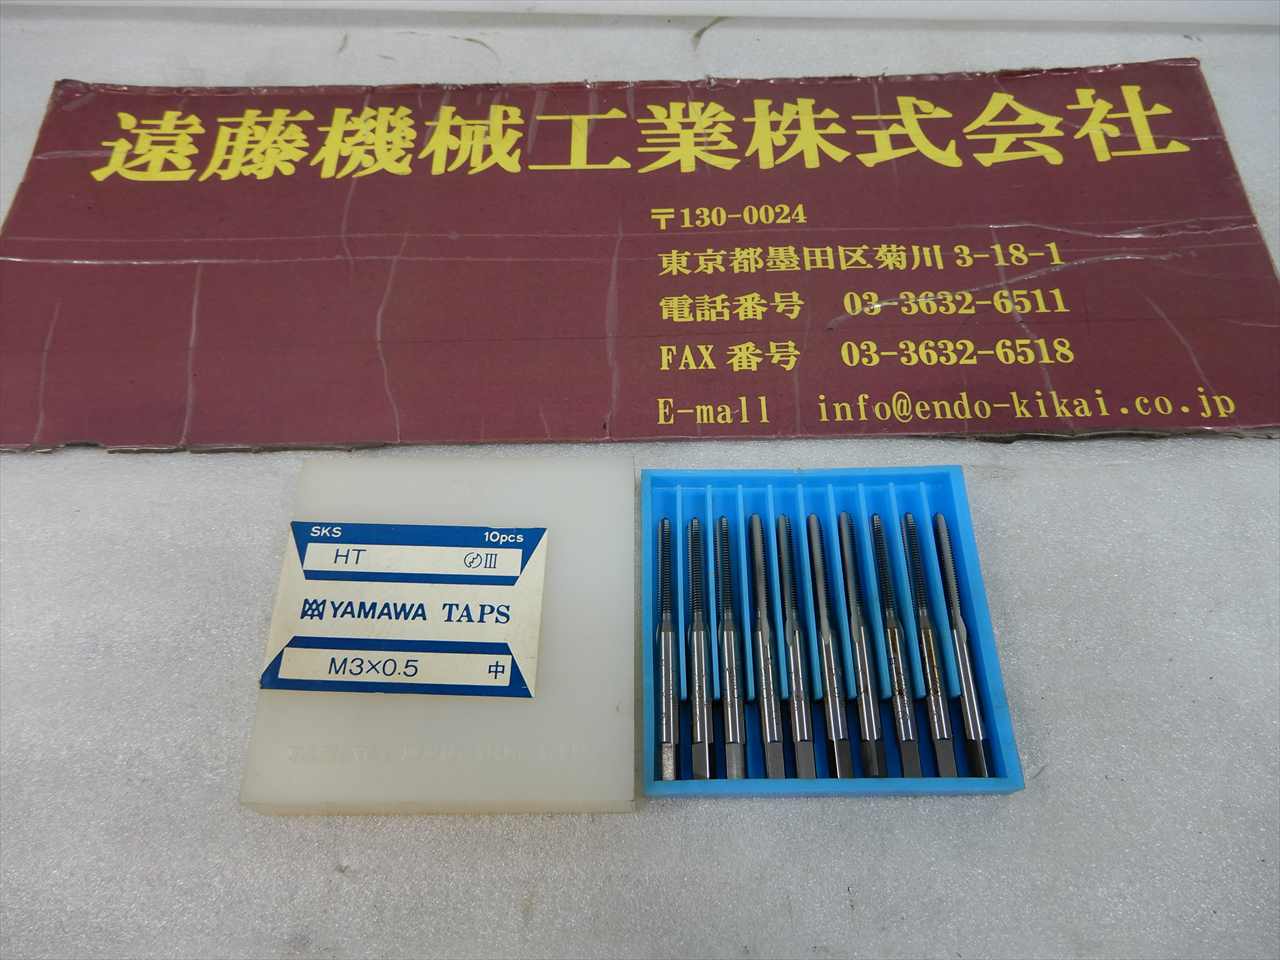 遠藤機械工業株式会社
〒130-0024
東京都墨田区菊川 3-18-1
電話番号 03-3632-6511
FAX 番号 03-3632-6518
E-mall info@endo-kikai.co.jp
SKS 10pcs
HT III
YAMAWA TAPS
M3×0.5 中